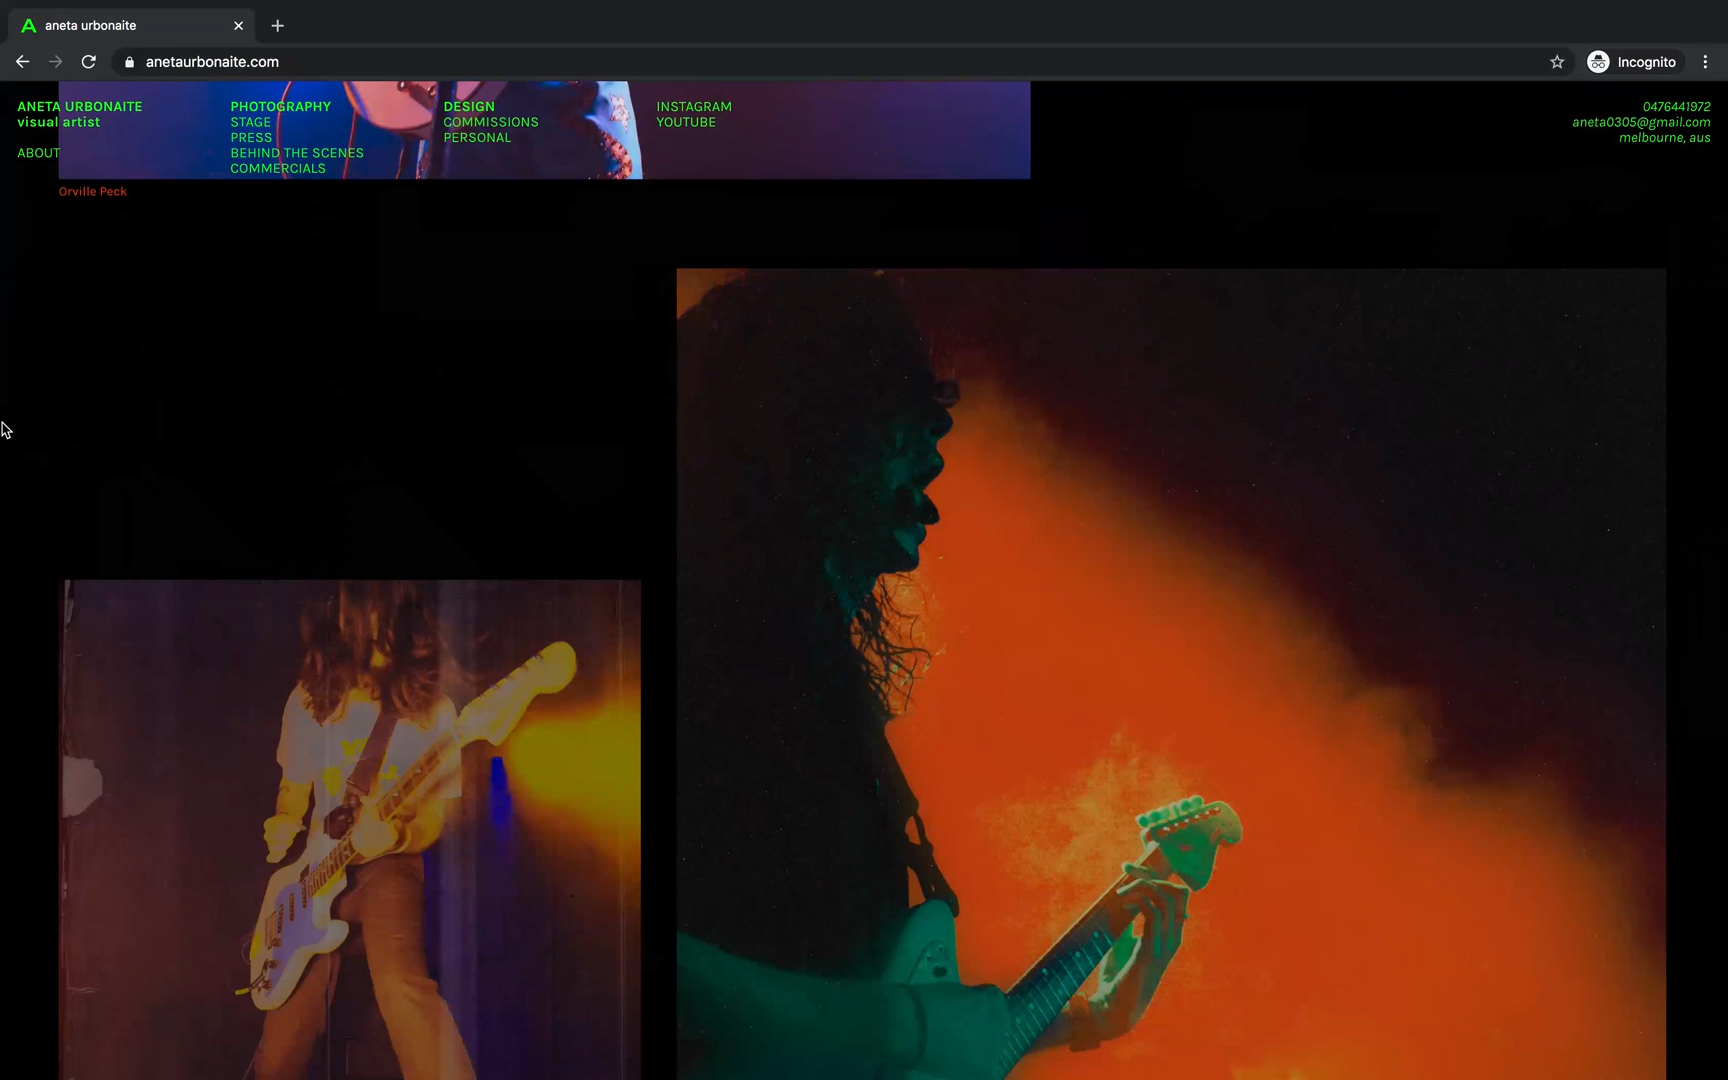 aneta urbonaite
anetaurbonaite.com
Incognito
ANETA URBONAITE
visual artist
ABOUT
PHOTOGRAPHY
STAGE
PRESS
BEHIND THE SCENES
COMMERCIALS
DESIGN
COMMISSIONS
PERSONAL
INSTAGRAM
YOUTUBE
0476441972
aneta0305@gmail.com
melbourne, aus
Orville Peck